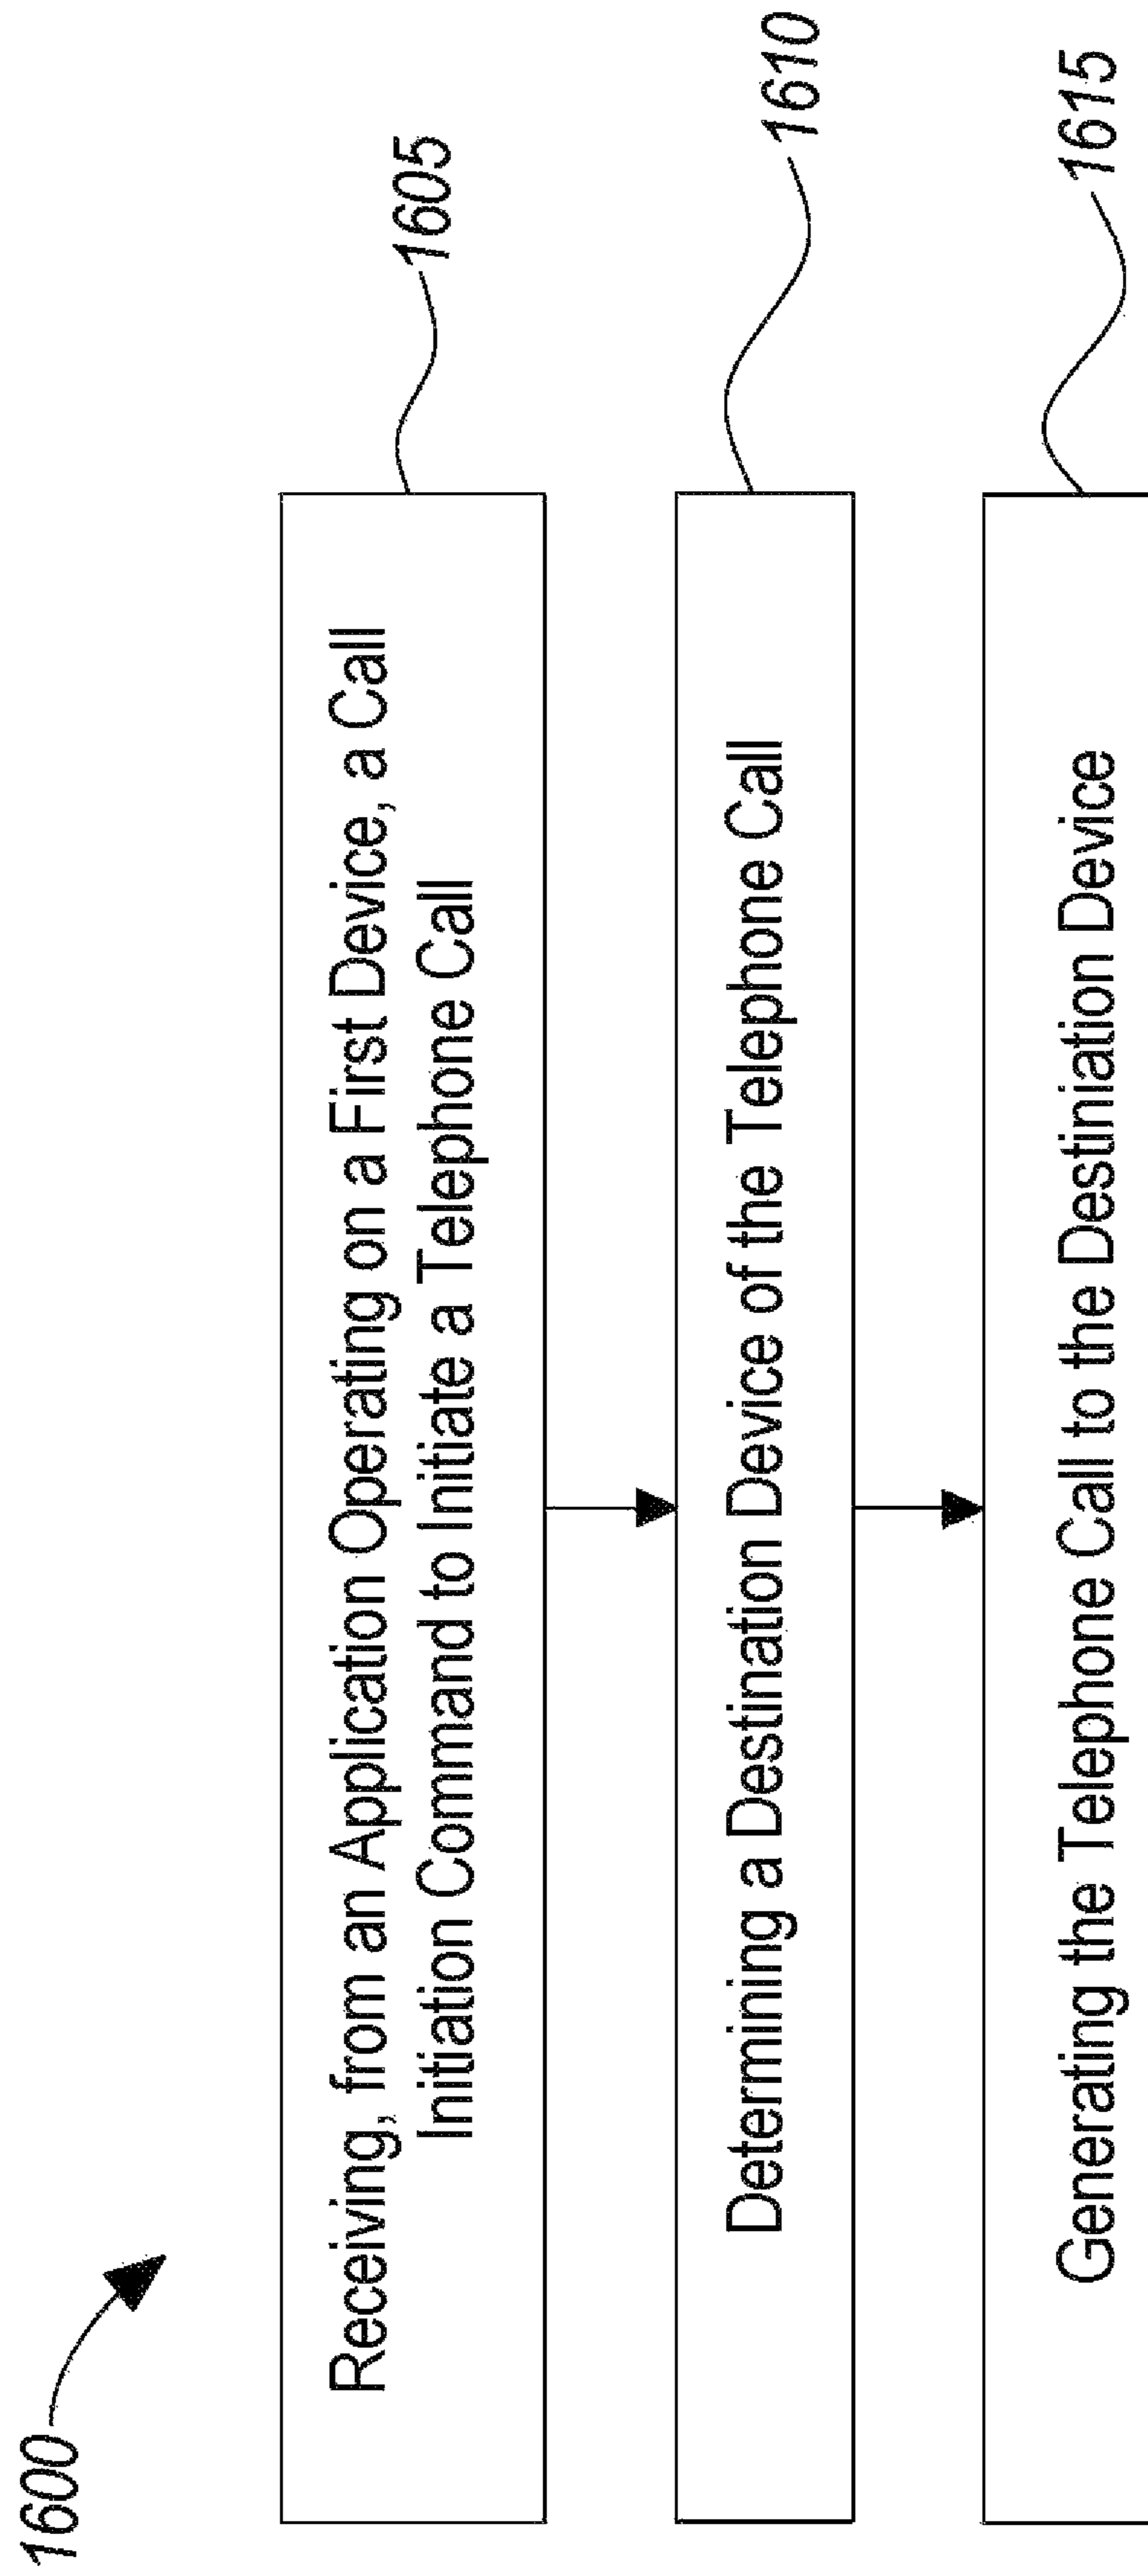 1600
Receiving, from an Application Operating on a First Device, a Call
Initiation Command to Initiate a Telephone Call
1605
Determining a Destination Device of the Telephone Call
1610
Generating the Telephone Call to the Destiniation Device
1615